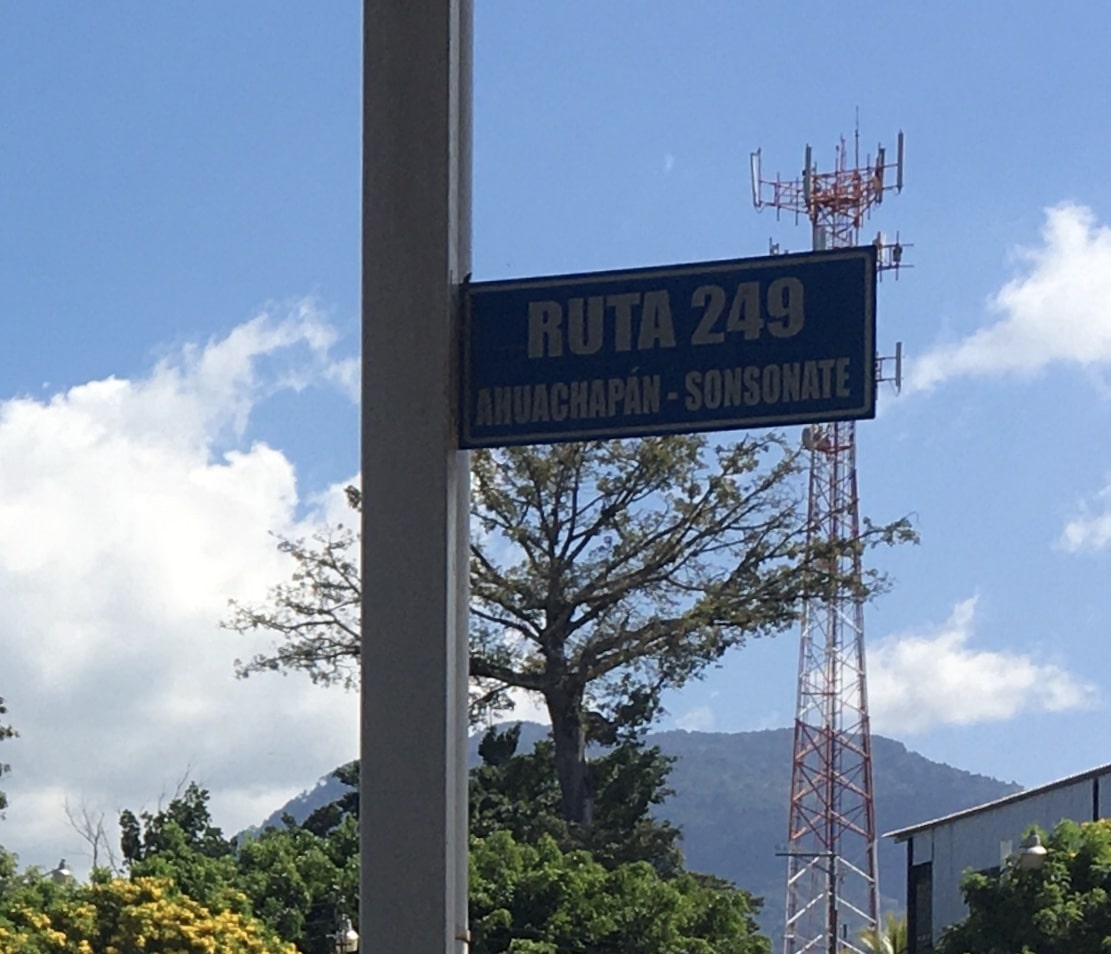 RUTA 249
AHUACHAPÁN - SONSONATE